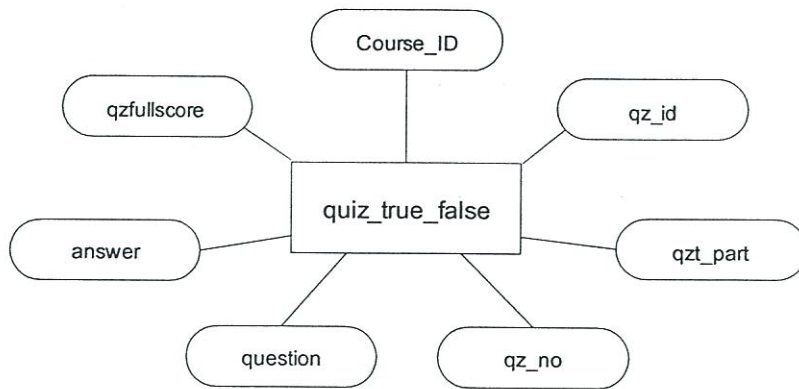 Course_ID
qzfullscore
qz_id
quiz_true_false
answer
qzt_part
question
qz_no